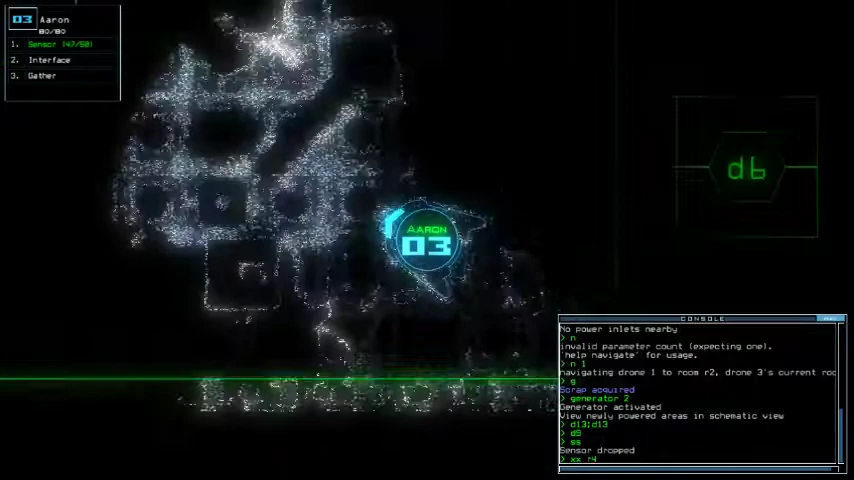 03 Aaron
80/80
1. Sensor (47/50)
2. Interface
3. Gather
AARON
03
d6
CONSOLE
No power inlets nearby
> n
invalid parameter count (expecting one).
'help navigate' for usage.
> n 1
navigating drone 1 to room r2, drone 3's current roo
> g
Scrap acquired
> generator 2
Generator activated
View newly powered areas in schematic view
> d13;d13
> d9
> ss
Sensor dropped
> xx r4